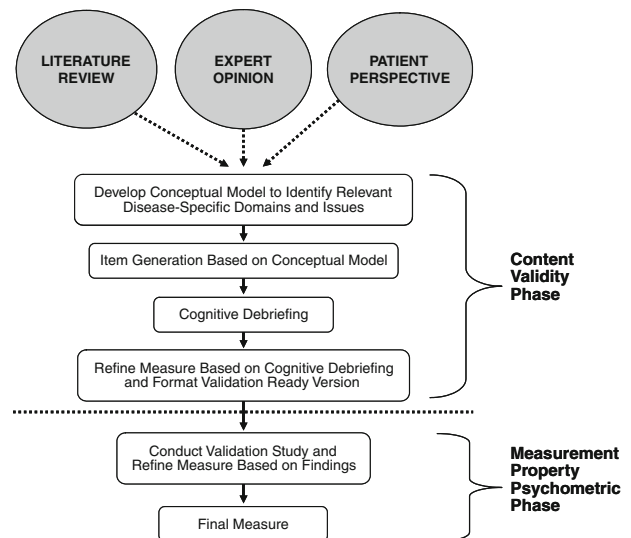 LITERATURE
REVIEW
EXPERT
OPINION
PATIENT
PERSPECTIVE
Develop Conceptual Model to Identify Relevant
Disease-Specific Domains and Issues
Item Generation Based on Conceptual Model
Cognitive Debriefing
Refine Measure Based on Cognitive Debriefing
and Format Validation Ready Version
Content
Validity
Phase
Conduct Validation Study and
Refine Measure Based on Findings
Final Measure
Measurement
Property
Psychometric
Phase